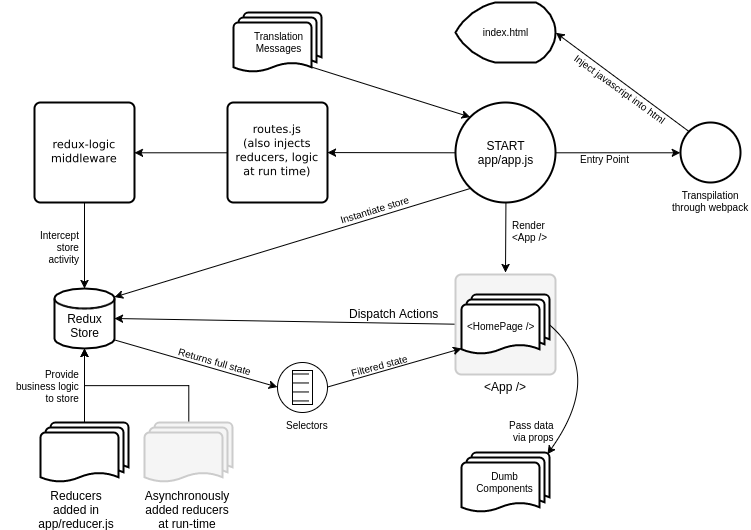 Translation
Messages
index.html
Inject javascript into html
redux-logic
middleware
routes.js
(also injects
reducers, logic
at run time)
START
app/app.js
Entry Point
Transpilation
through webpack
Instantiate store
Render
<App />
Intercept
store
activity
Redux
Store
Dispatch Actions
<HomePage />
<App />
Returns full state
Filtered state
Selectors
Provide
business logic
to store
Pass data
via props
Dumb
Components
Reducers
added in
app/reducer.js
Asynchronously
added reducers
at run-time